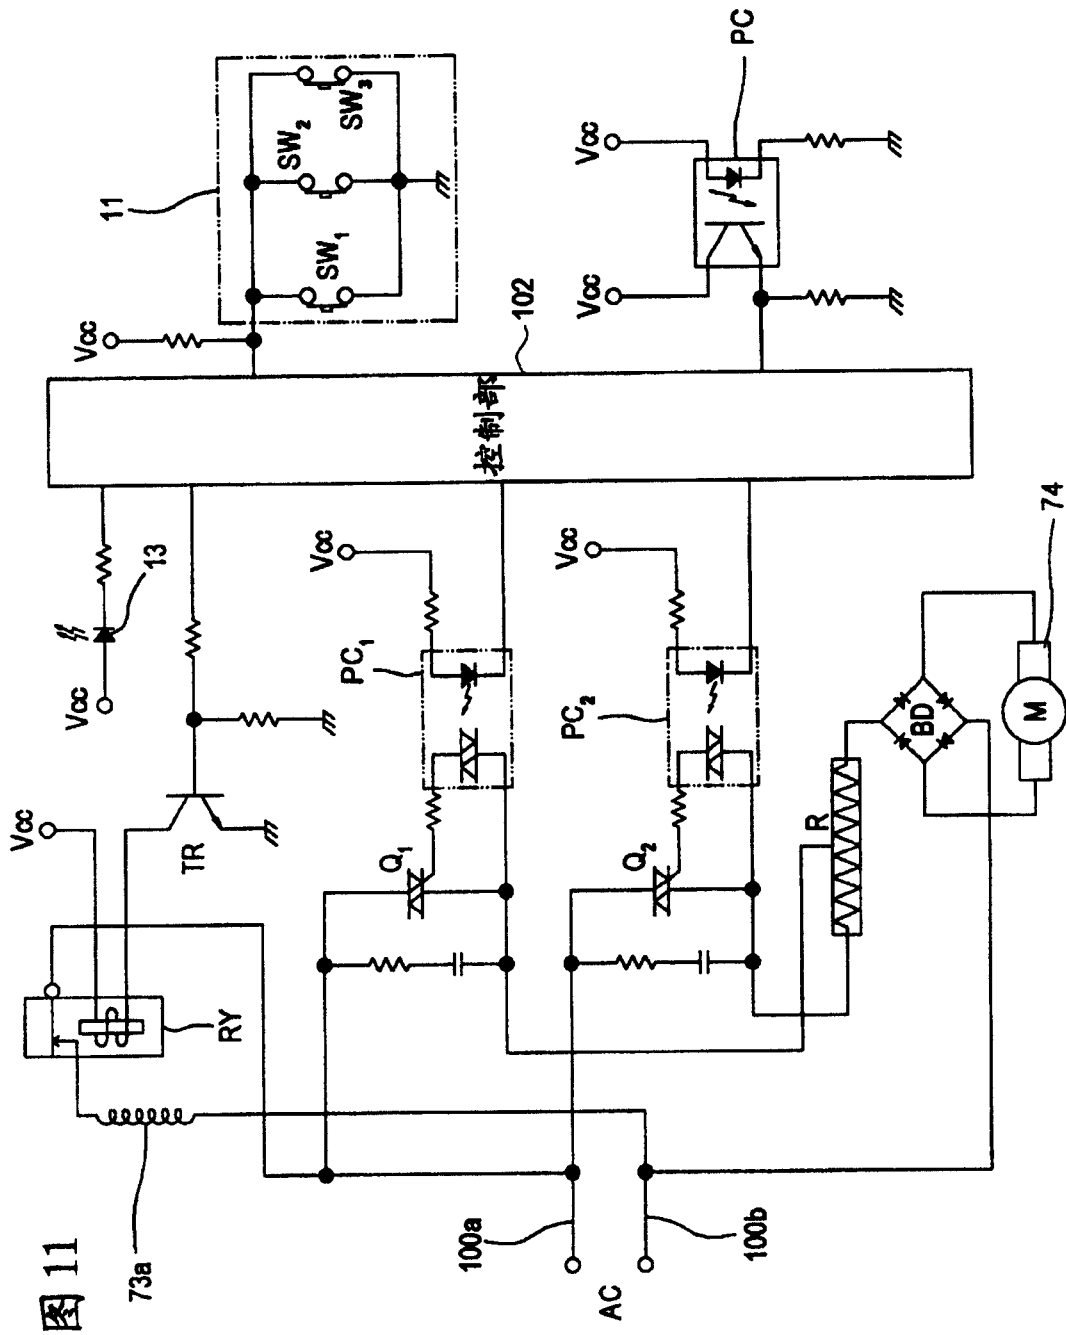 图 11
73a
RY
Vcc
TR
Vcc
13
11
SW₁
SW₂
SW₃
Vcc
控制部
102
Vcc
Vcc
PC
Q₁
PC₁
Vcc
Q₂
PC₂
Vcc
R
BD
M
74
100a
AC
100b